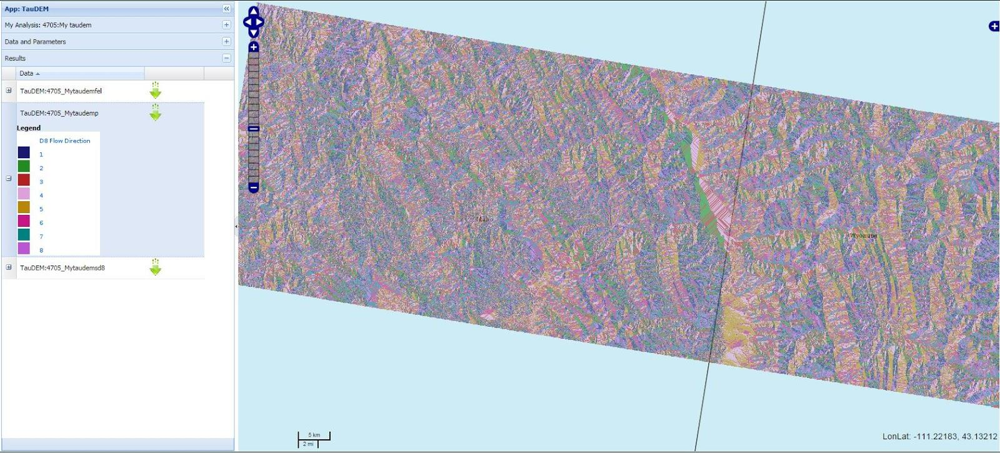 App: TauDEM
My Analysis: 4705:My taudem
Data and Parameters
Results
Data
TauDEM:4705_Mytaudemfel
TauDEM:4705_Mytaudemp
Legend
D8 Flow Direction
1
2
3
4
5
6
7
8
TauDEM:4705_Mytaudemsd8
Idaho
Wyoming
5 km
2 mi
LonLat: -111.22183, 43.13212